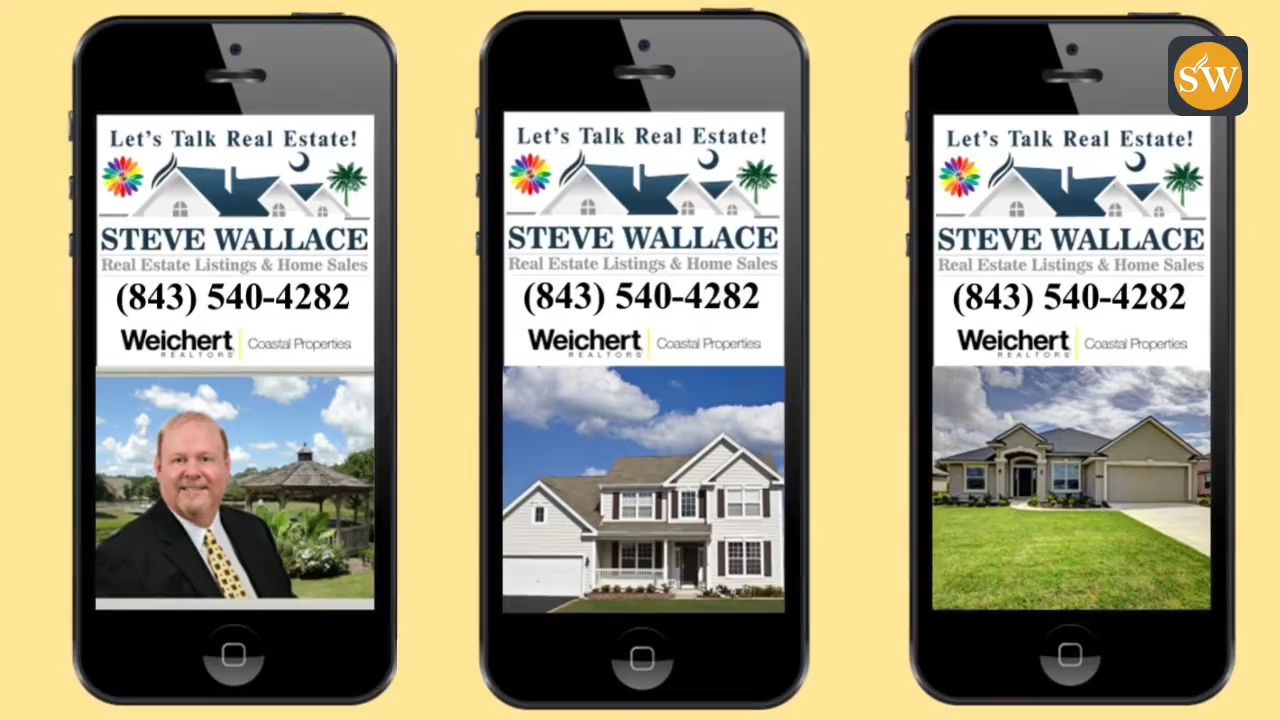 SW
Let's Talk Real Estate!
STEVE WALLACE
Real Estate Listings & Home Sales
(843) 540-4282
Weichert
REALTORS
Coastal Properties
Let's Talk Real Estate!
STEVE WALLACE
Real Estate Listings & Home Sales
(843) 540-4282
Weichert
REALTORS
Coastal Properties
Let's Talk Real Estate!
STEVE WALLACE
Real Estate Listings & Home Sales
(843) 540-4282
Weichert
REALTORS
Coastal Properties